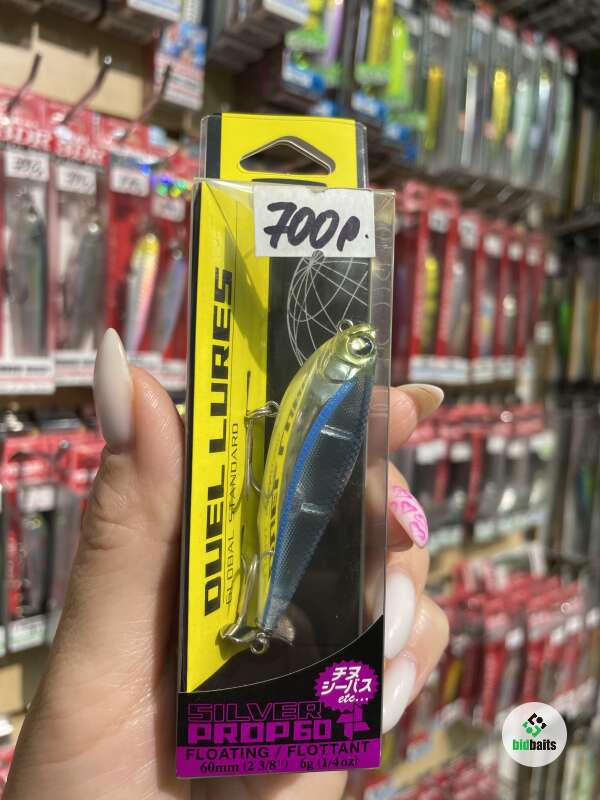 700р.
DUEL LURES
GLOBAL STANDARD
チヌ
シーバス
etc...
SILVER
PROP60
FLOATING / FLOTTANT
60mm (2 3/8") 6g (1/4oz)
bidbaits